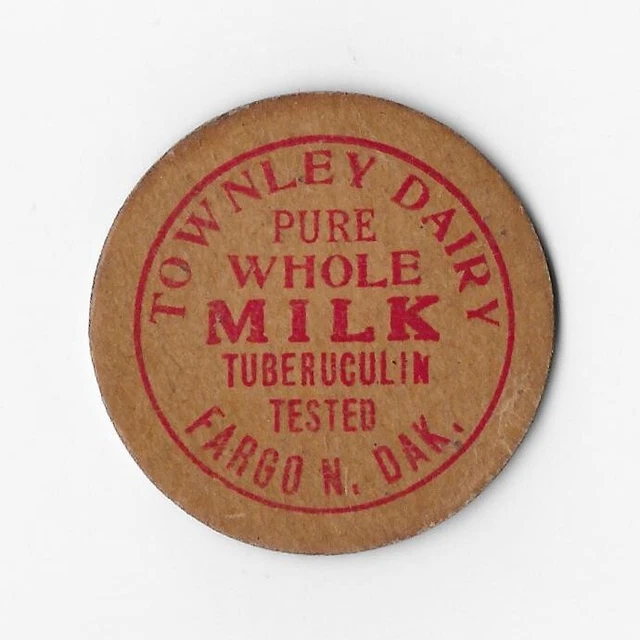 TOWNLEY DAIRY
PURE
WHOLE
MILK
TUBERUCULIN
TESTED
FARGO N. DAK.